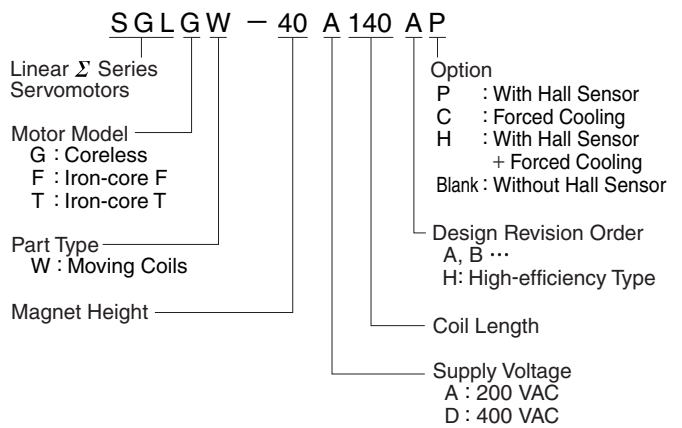 SGLGW − 40 A 140 A P
Linear Σ Series
Servomotors
Motor Model
G : Coreless
F : Iron-core F
T : Iron-core T
Part Type
W : Moving Coils
Magnet Height
Option
P : With Hall Sensor
C : Forced Cooling
H : With Hall Sensor
+ Forced Cooling
Blank : Without Hall Sensor
Design Revision Order
A, B ···
H: High-efficiency Type
Coil Length
Supply Voltage
A : 200 VAC
D : 400 VAC